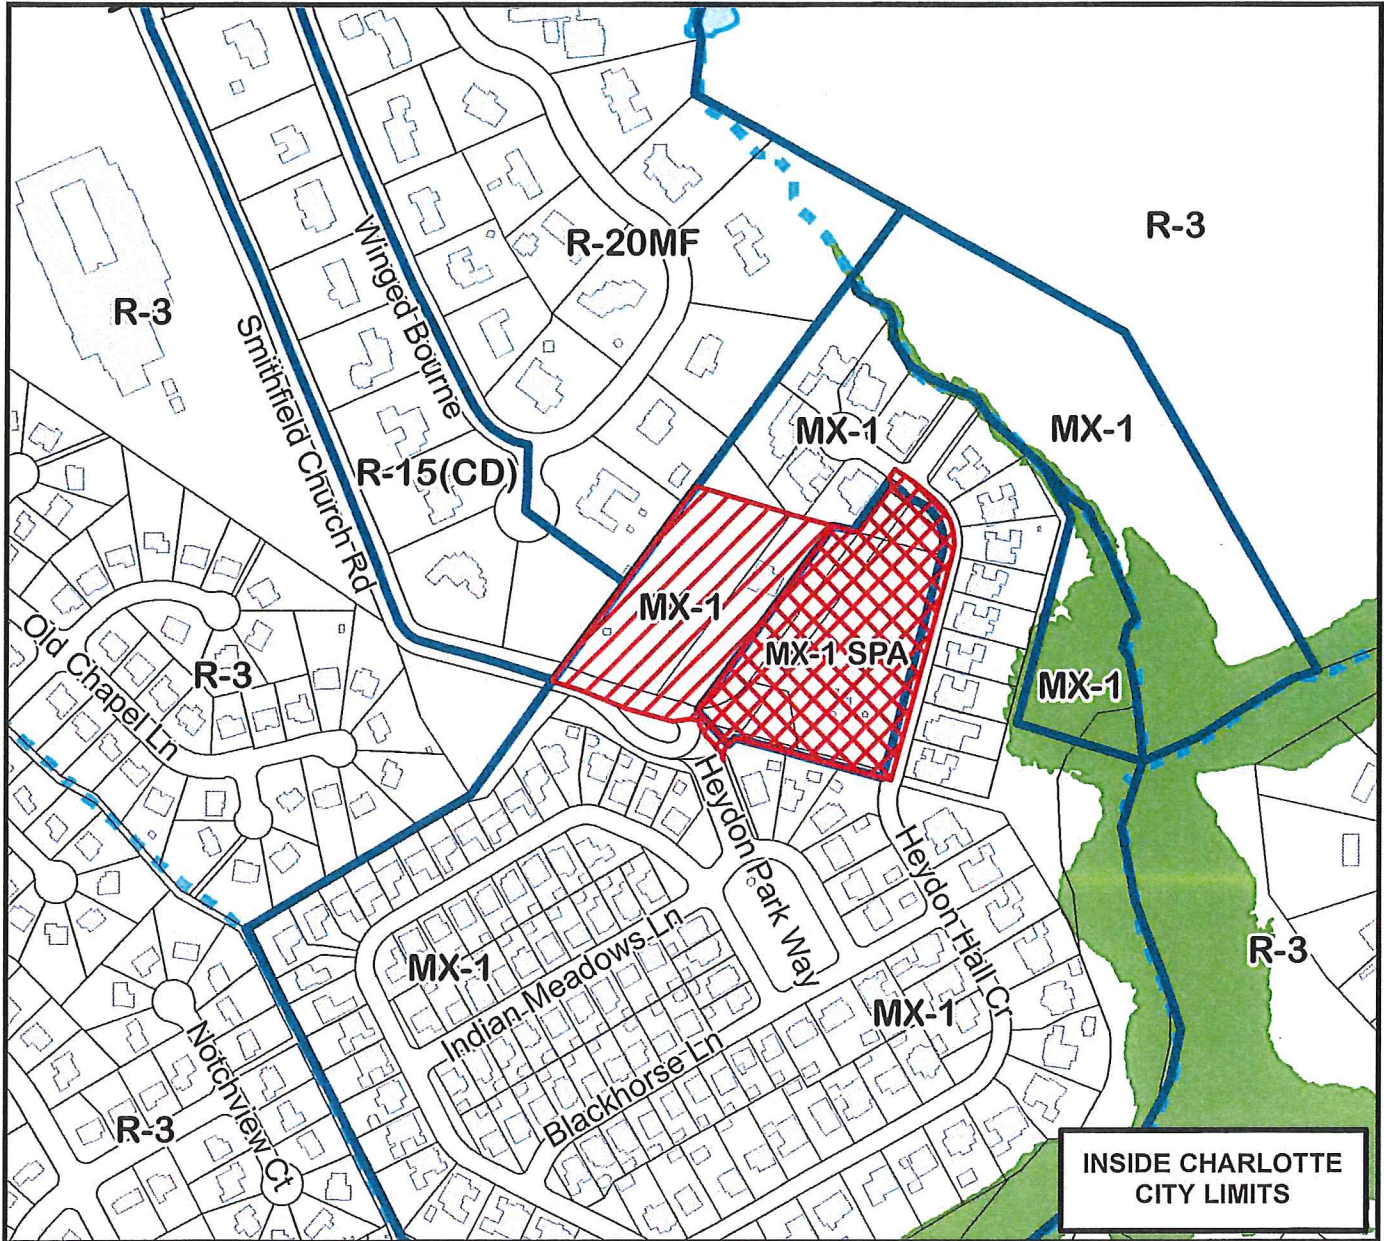 R-3
R-20MF
R-3
Winged Bourne
Smithfield Church Rd
MX-1
MX-1
R-15(CD)
MX-1
MX-1 SPA
R-3
MX-1
Old Chapel Ln
Heydon Park Way
Heydon Hall Cr
MX-1
Indian Meadows Ln
R-3
MX-1
Blackhorse Ln
Notchview Ct
R-3
INSIDE CHARLOTTE
CITY LIMITS